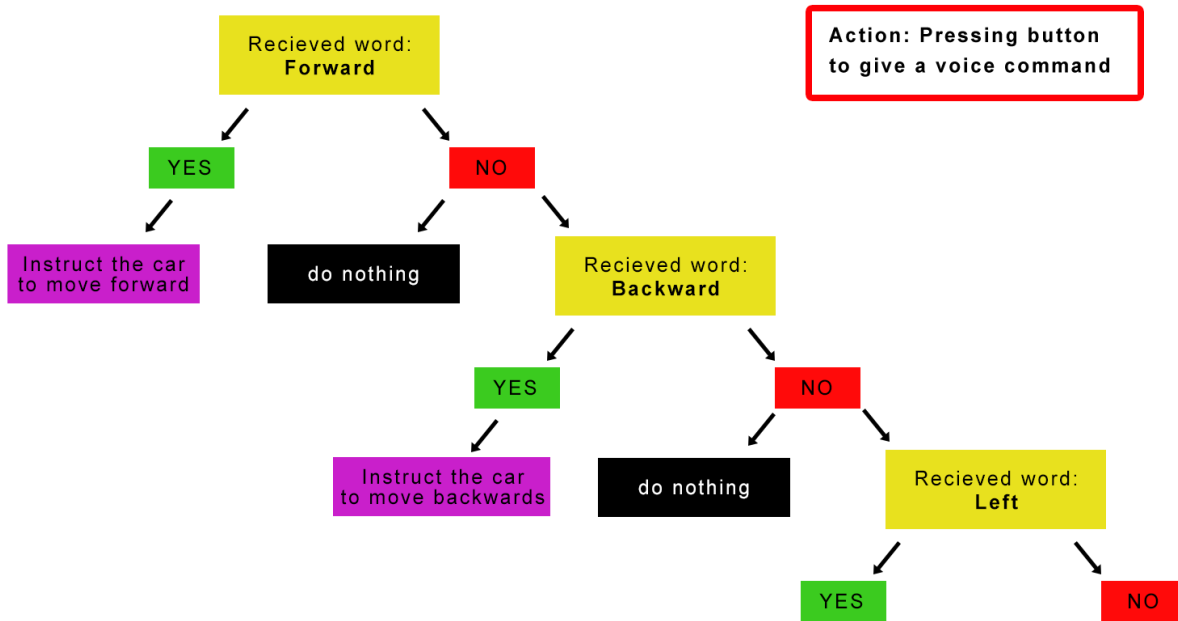 Recieved word:
Forward
Action: Pressing button
to give a voice command
YES
NO
Instruct the car
to move forward
do nothing
Recieved word:
Backward
YES
NO
Instruct the car
to move backwards
do nothing
Recieved word:
Left
YES
NO